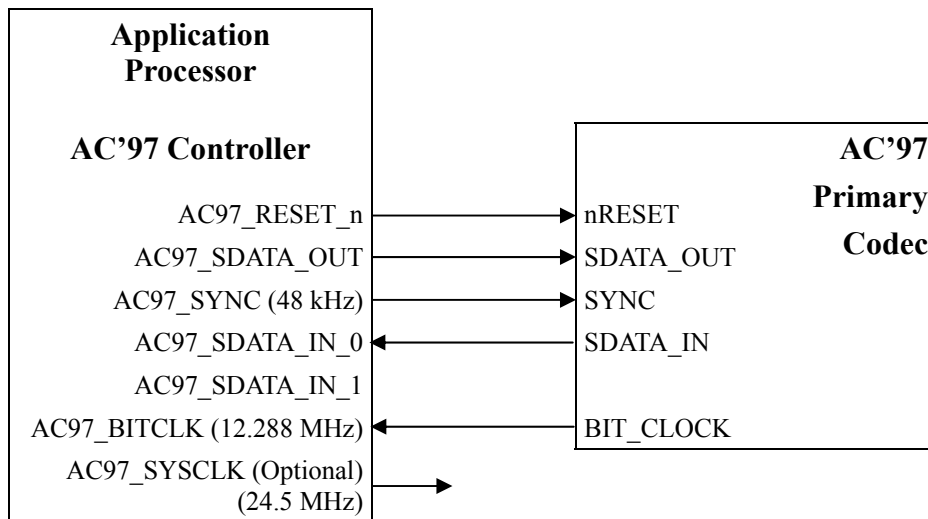 Application
Processor
AC’97 Controller
AC97_RESET_n
AC97_SDATA_OUT
AC97_SYNC (48 kHz)
AC97_SDATA_IN_0
AC97_SDATA_IN_1
AC97_BITCLK (12.288 MHz)
AC97_SYSCLK (Optional)
(24.5 MHz)
AC’97
Primary
Codec
nRESET
SDATA_OUT
SYNC
SDATA_IN
BIT_CLOCK